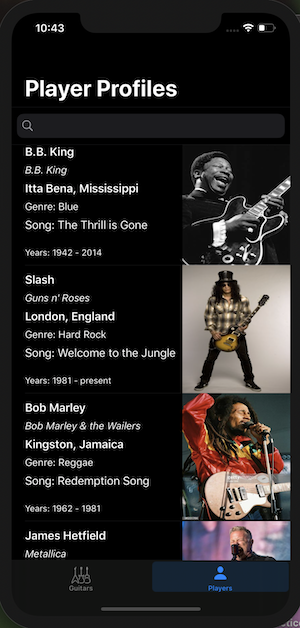 10:43
Player Profiles
B.B. King
B.B. King
Itta Bena, Mississippi
Genre: Blue
Song: The Thrill is Gone
Years: 1942 - 2014
Slash
Guns n' Roses
London, England
Genre: Hard Rock
Song: Welcome to the Jungle
Years: 1981 - present
Bob Marley
Bob Marley & the Wailers
Kingston, Jamaica
Genre: Reggae
Song: Redemption Song
Years: 1962 - 1981
James Hetfield
Metallica
Guitars
Players